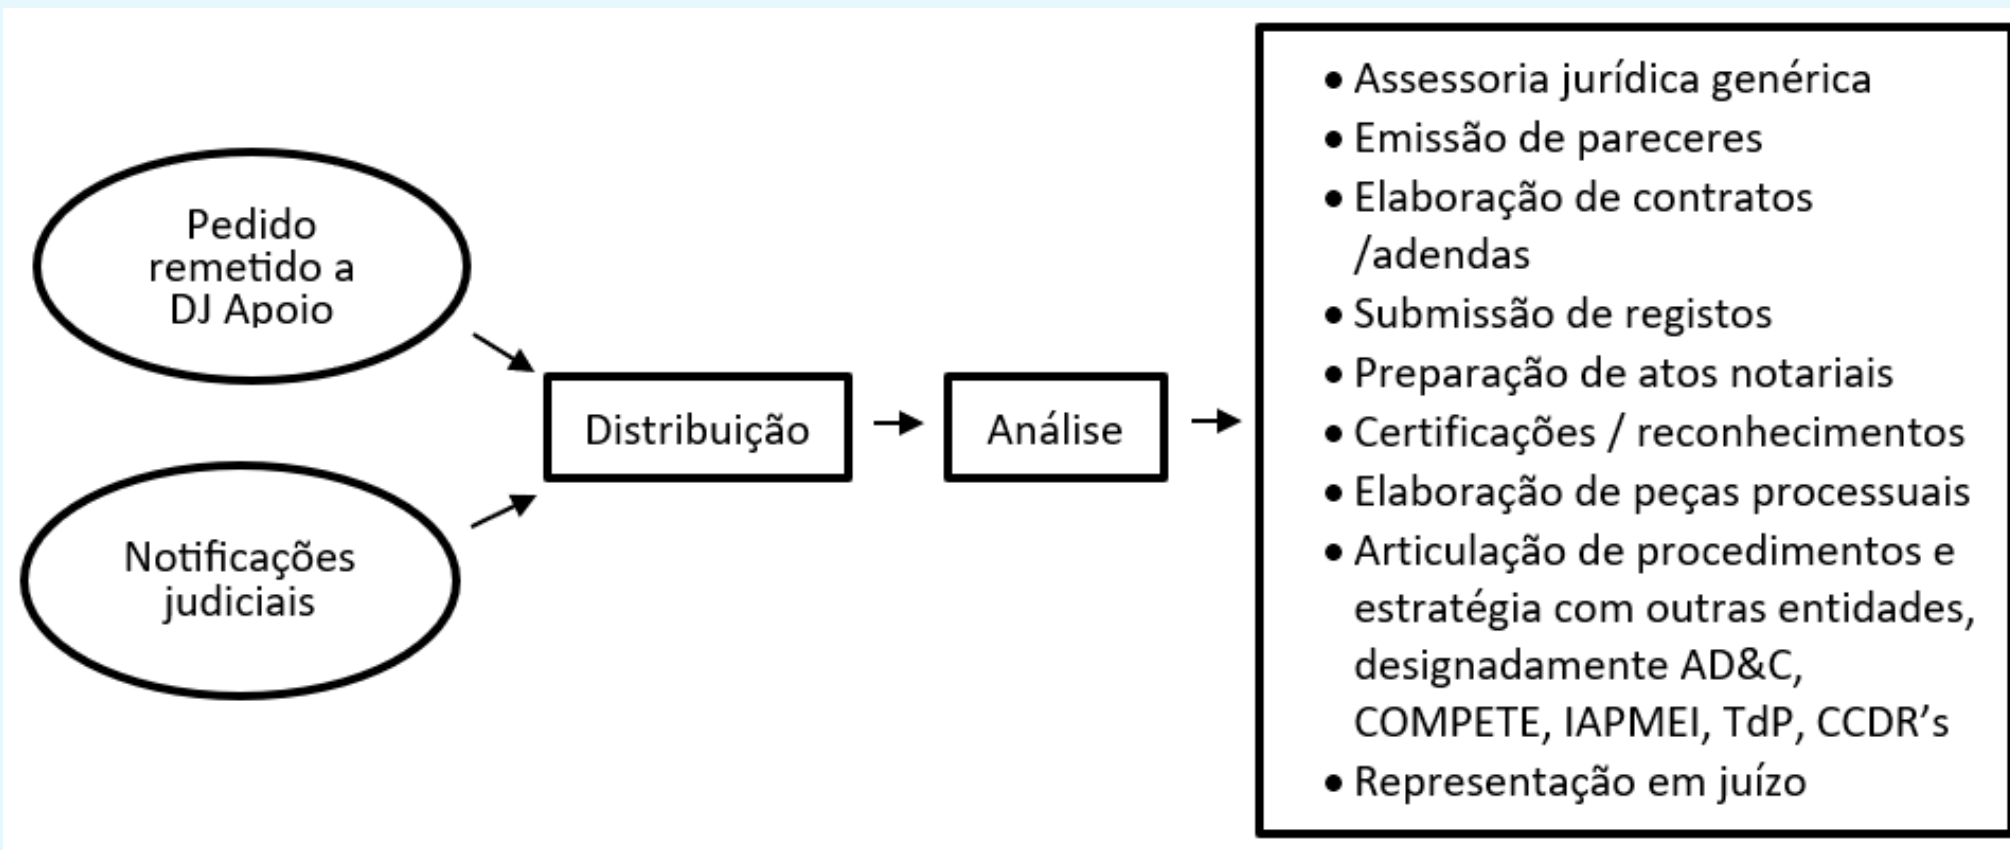 Pedido
remetido a
DJ Apoio
Notificações
judiciais
Distribuição
Análise
• Assessoria jurídica genérica
• Emissão de pareceres
• Elaboração de contratos
/adendas
• Submissão de registos
• Preparação de atos notariais
• Certificações / reconhecimentos
• Elaboração de peças processuais
• Articulação de procedimentos e
estratégia com outras entidades,
designadamente AD&C,
COMPETE, IAPMEI, TdP, CCDR’s
• Representação em juízo